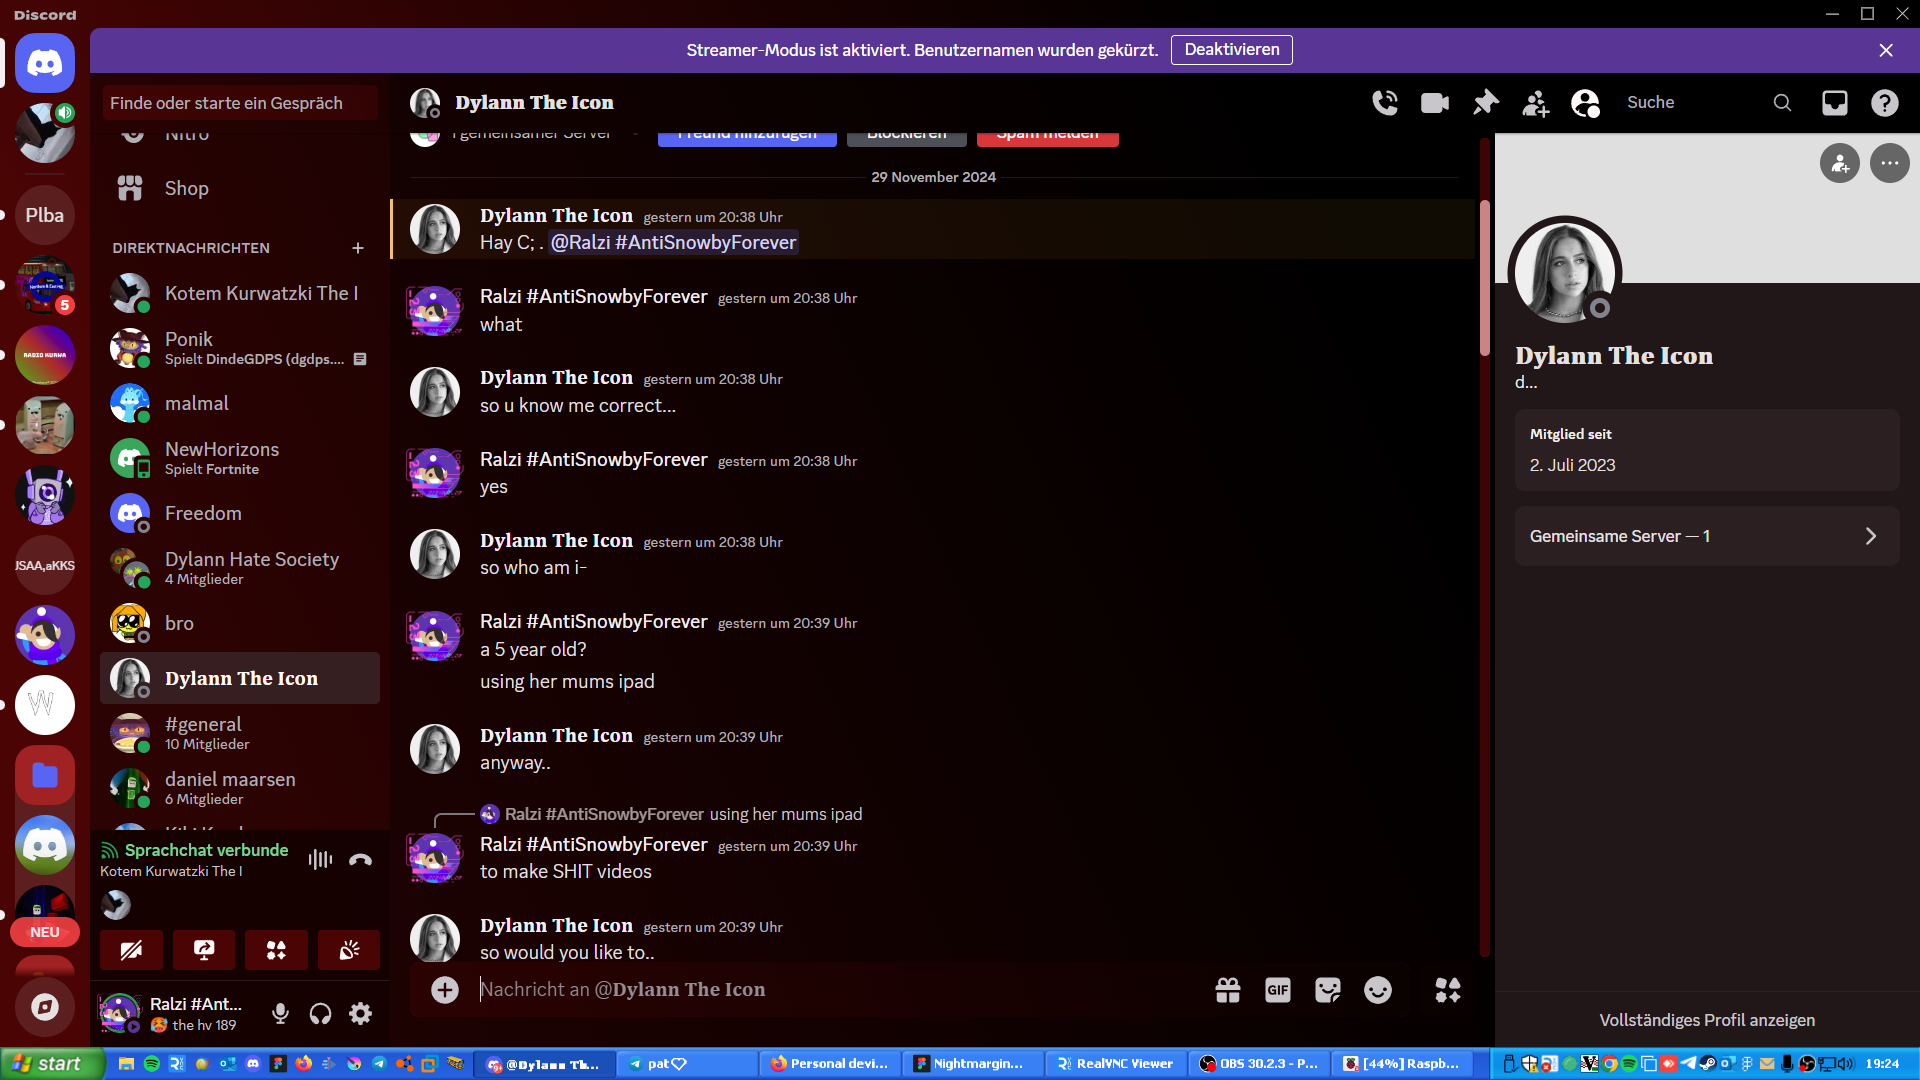 Discord
Streamer-Modus ist aktiviert. Benutzernamen wurden gekürzt.
Deaktivieren
Finde oder starte ein Gespräch
Nitro
Shop
DIREKTNACHRICHTEN
Kotem Kurwatzki The I
Ponik
Spielt DindeGDPS (dgdps....
malmal
NewHorizons
Spielt Fortnite
Freedom
Dylann Hate Society
4 Mitglieder
bro
Dylann The Icon
#general
10 Mitglieder
daniel maarsen
6 Mitglieder
Plba
5
RADIO KURWA
JSAA,aKKS
W
NEU
Sprachchat verbunde
Kotem Kurwatzki The I
Ralzi #Ant...
the hv 189
Dylann The Icon
Suche
1 gemeinsamer Server
Freund hinzufügen
Blockieren
Spam melden
29 November 2024
Dylann The Icon gestern um 20:38 Uhr
Hay C; . @Ralzi #AntiSnowbyForever
Ralzi #AntiSnowbyForever gestern um 20:38 Uhr
what
Dylann The Icon gestern um 20:38 Uhr
so u know me correct...
Ralzi #AntiSnowbyForever gestern um 20:38 Uhr
yes
Dylann The Icon gestern um 20:38 Uhr
so who am i-
Ralzi #AntiSnowbyForever gestern um 20:39 Uhr
a 5 year old?
using her mums ipad
Dylann The Icon gestern um 20:39 Uhr
anyway..
Ralzi #AntiSnowbyForever using her mums ipad
Ralzi #AntiSnowbyForever gestern um 20:39 Uhr
to make SHIT videos
Dylann The Icon gestern um 20:39 Uhr
so would you like to..
Nachricht an @Dylann The Icon
GIF
Dylann The Icon
d...
Mitglied seit
2. Juli 2023
Gemeinsame Server — 1
Vollständiges Profil anzeigen
start
@Dylann Th...
pat♡
Personal devi...
Nightmargin...
RealVNC Viewer
OBS 30.2.3 - P...
[44%] Raspb...
19:24